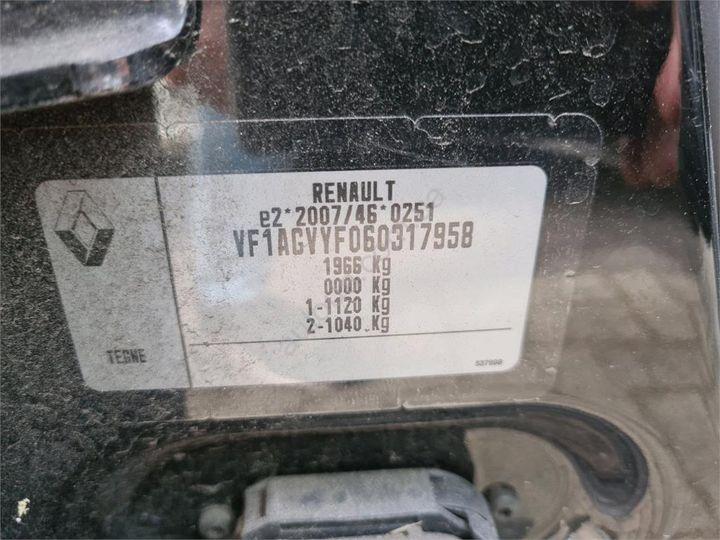 RENAULT
e2*2007/46*0251
VF1AGVYF060317958
1966 Kg
0000 Kg
1-1120 Kg
2-1040 Kg
TEGNE